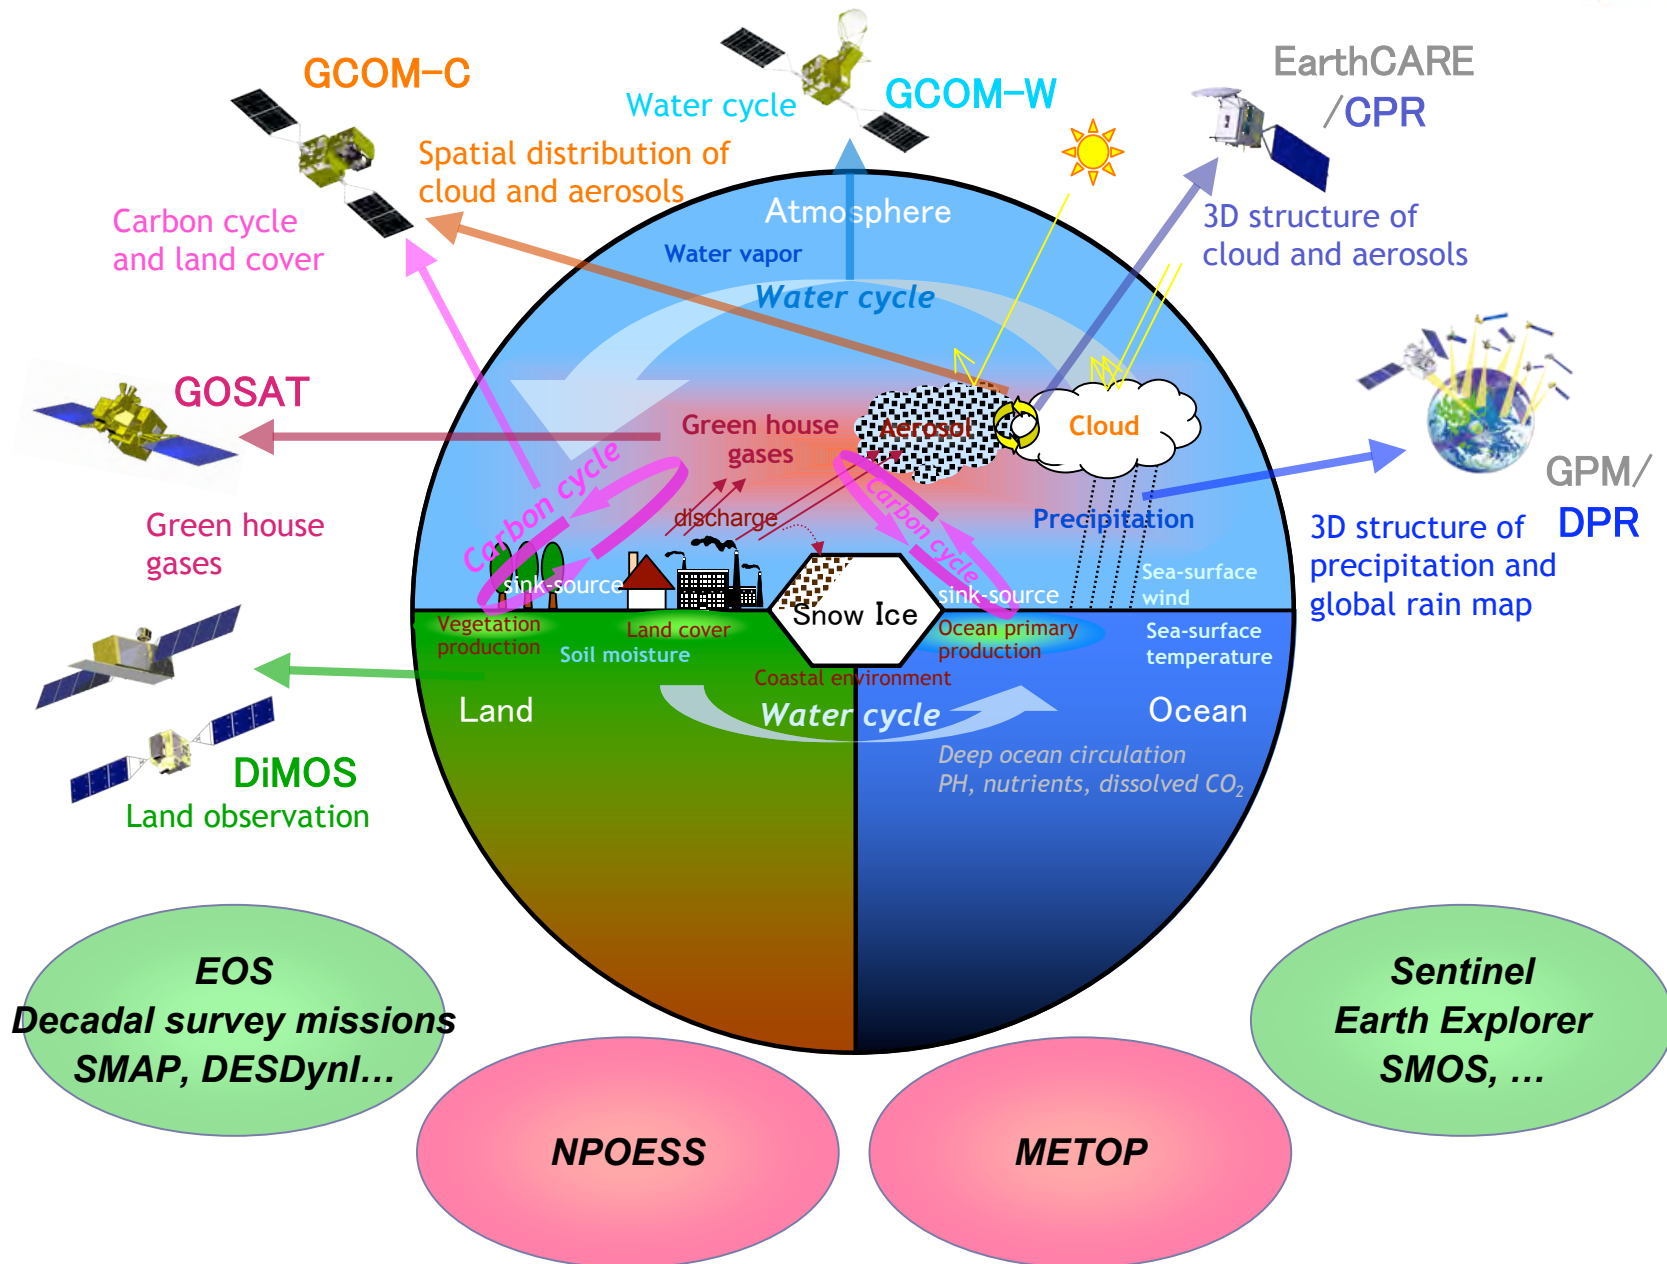 GCOM-C
Water cycle
GCOM-W
EarthCARE
/CPR
Spatial distribution of
cloud and aerosols
Carbon cycle
and land cover
3D structure of
cloud and aerosols
Atmosphere
Water vapor
Water cycle
GOSAT
Green house
gases
Aerosol
Cloud
Carbon cycle
Carbon cycle
discharge
Precipitation
GPM/
DPR
3D structure of
precipitation and
global rain map
Green house
gases
sink-source
sink-source
Sea-surface
wind
Snow Ice
Vegetation
production
Land cover
Soil moisture
Ocean primary
production
Sea-surface
temperature
Coastal environment
Land
Water cycle
Ocean
Deep ocean circulation
PH, nutrients, dissolved CO2
DiMOS
Land observation
EOS
Decadal survey missions
SMAP, DESDynI…
Sentinel
Earth Explorer
SMOS, …
NPOESS
METOP